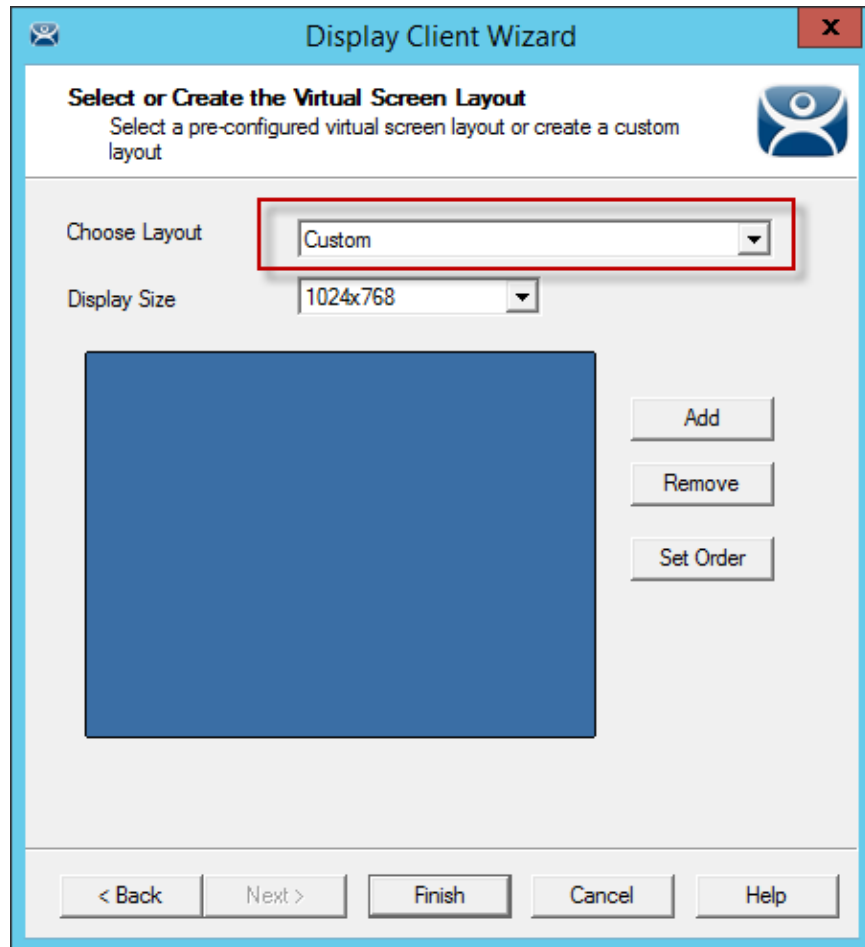 Display Client Wizard
x
Select or Create the Virtual Screen Layout
Select a pre-configured virtual screen layout or create a custom
layout
Choose Layout
Custom
Display Size
1024x768
Add
Remove
Set Order
< Back
Next >
Finish
Cancel
Help